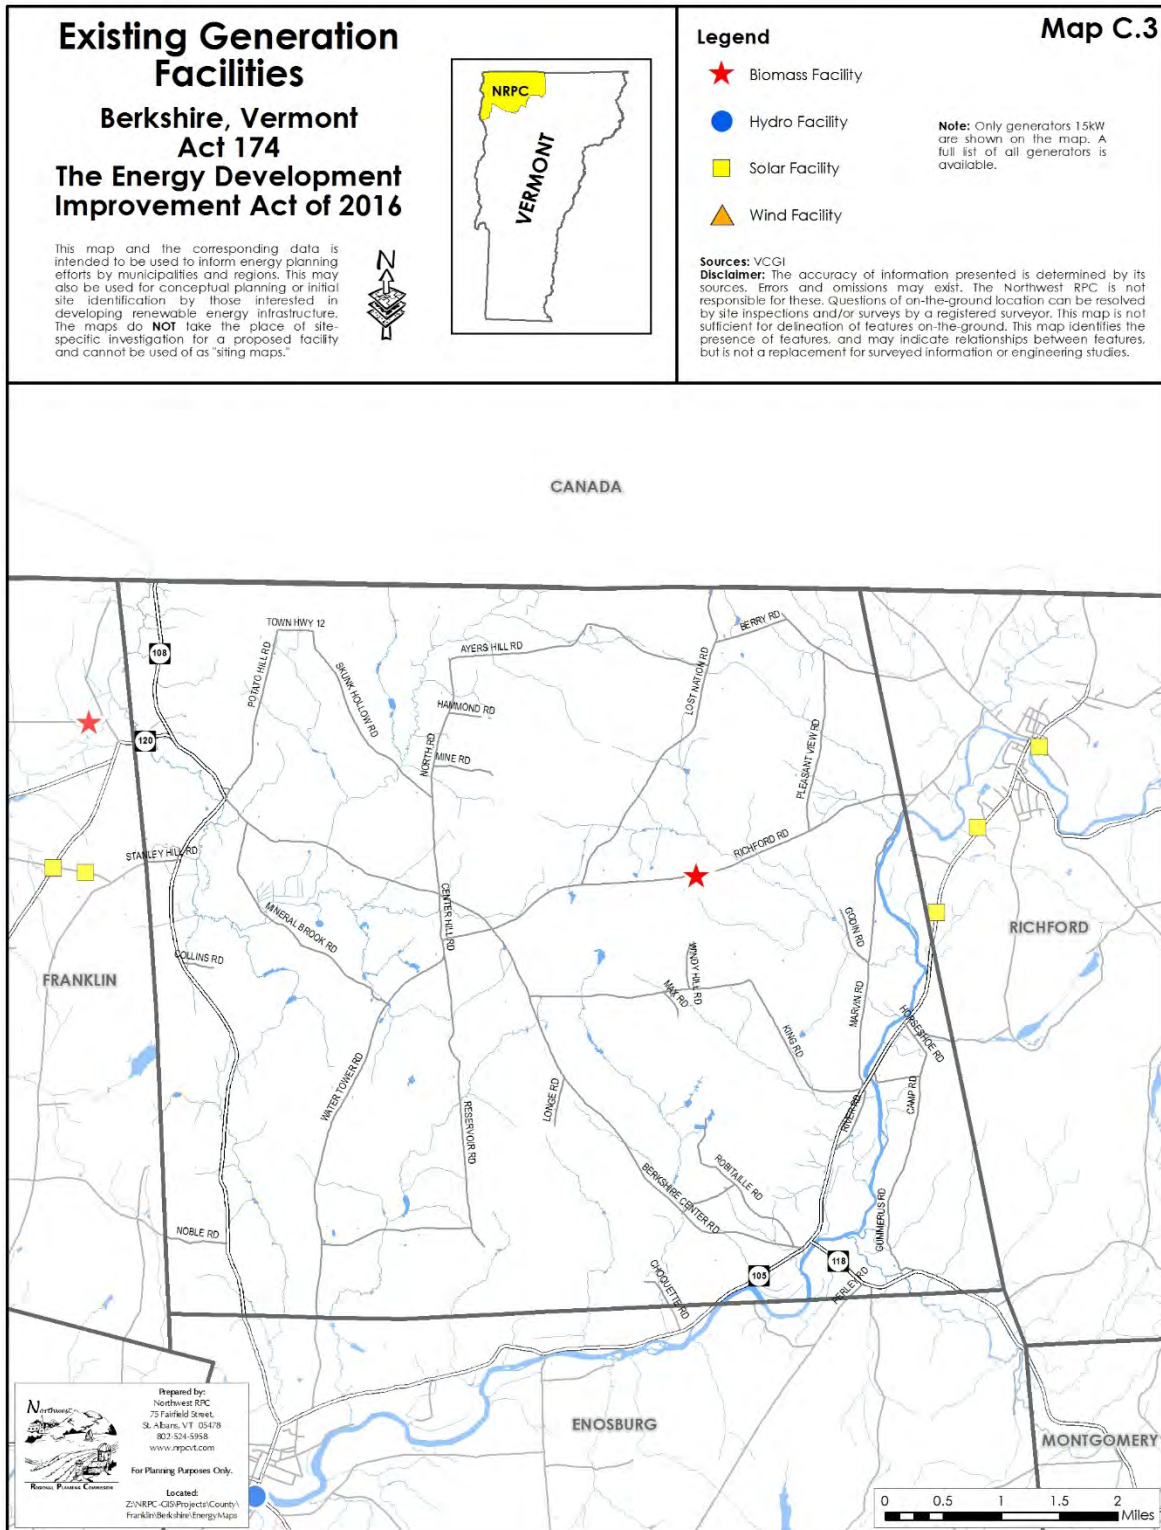 Existing Generation
Facilities
Berkshire, Vermont
Act 174
The Energy Development
Improvement Act of 2016
This map and the corresponding data is
intended to be used to inform energy planning
efforts by municipalities and regions. This may
also be used for conceptual planning or initial
site identification by those interested in
developing renewable energy infrastructure.
The maps do NOT take the place of site-
specific investigation for a proposed facility
and cannot be used of as "siting maps."
N
NRPC
VERMONT
Map C.3
Legend
Biomass Facility
Hydro Facility
Solar Facility
Wind Facility
Note: Only generators 15kW
are shown on the map. A
full list of all generators is
available.
Sources: VCGI
Disclaimer: The accuracy of information presented is determined by its
sources. Errors and omissions may exist. The Northwest RPC is not
responsible for these. Questions of on-the-ground location can be resolved
by site inspections and/or surveys by a registered surveyor. This map is not
sufficient for delineation of features on-the-ground. This map identifies the
presence of features, and may indicate relationships between features,
but is not a replacement for surveyed information or engineering studies.
CANADA
TOWN HWY 12
BERRY RD
108
AYERS HILL RD
POTATO HILL RD
SKUNK HOLLOW RD
LOST NATION RD
HAMMOND RD
120
NORTH RD
MINE RD
PLEASANT VIEW RD
STANLEY HILL RD
RICHFORD RD
CENTER HILL RD
MINERAL BROOK RD
GODIN RD
RICHFORD
COLLINS RD
FRANKLIN
WINDY HILL RD
MAX RD
MARVIN RD
KING RD
HORSESHOE RD
WATER TOWER RD
LONGE RD
CAMP RD
RIVER RD
RESERVOIR RD
ROBITAILLE RD
BERKSHIRE CENTER RD
GUMMERUS RD
NOBLE RD
118
105
CHOQUETTE RD
PERLEY RD
ENOSBURG
MONTGOMERY
Northwest
REGIONAL PLANNING COMMISSION
Prepared by:
Northwest RPC
75 Fairfield Street,
St. Albans, VT 05478
802-524-5958
www.nrpcvt.com
For Planning Purposes Only.
Located:
Z:\NRPC-GIS\Projects\County\
Franklin\Berkshire\EnergyMaps
0 0.5 1 1.5 2
Miles